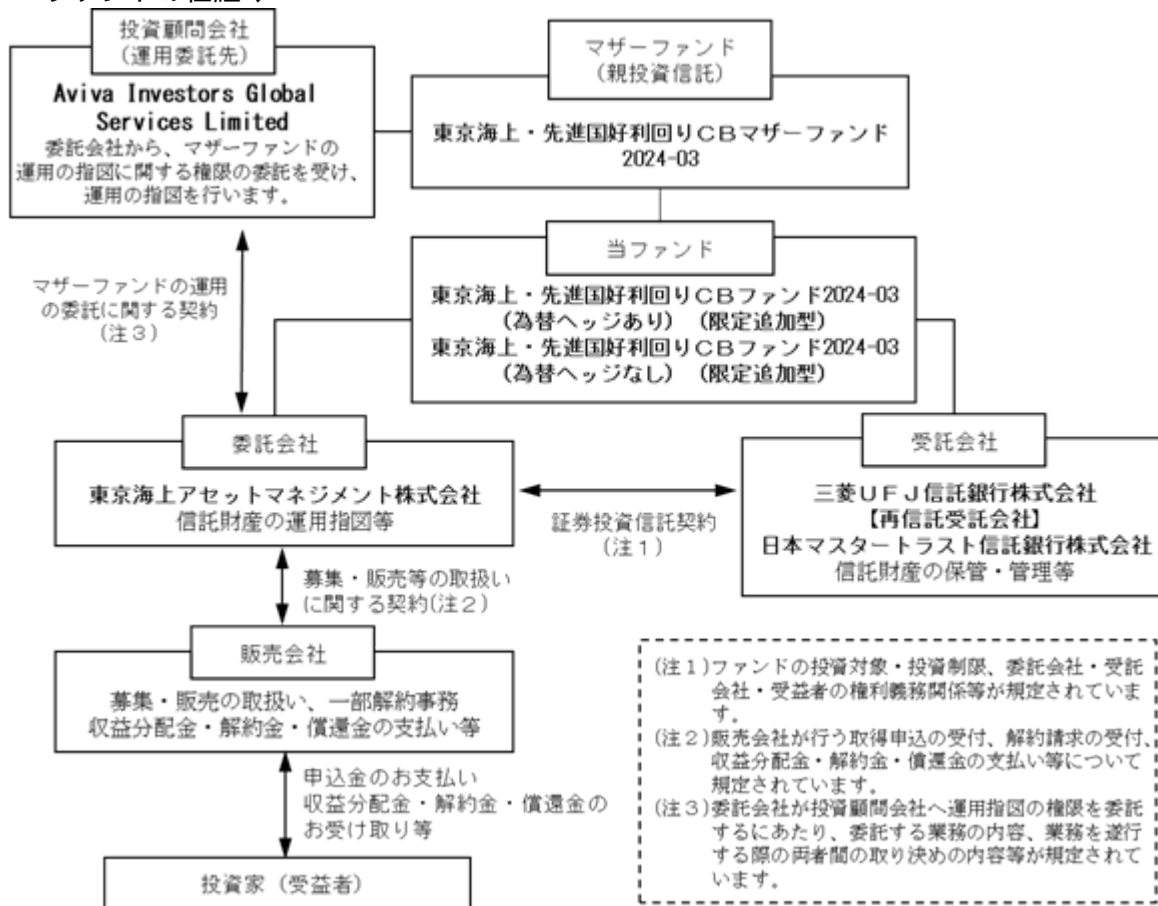 投資顧問会社
(運用委託先)
Aviva Investors Global
Services Limited
委託会社から、マザーファンドの
運用の指図に関する権限の委託を受け、
運用の指図を行います。
マザーファンド
(親投資信託)
東京海上・先進国好利回りCBマザーファンド
2024-03
当ファンド
東京海上・先進国好利回りCBファンド2024-03
(為替ヘッジあり) (限定追加型)
東京海上・先進国好利回りCBファンド2024-03
(為替ヘッジなし) (限定追加型)
マザーファンドの運用
の委託に関する契約
(注3)
委託会社
東京海上アセットマネジメント株式会社
信託財産の運用指図等
証券投資信託契約
(注1)
受託会社
三菱UFJ信託銀行株式会社
【再信託受託会社】
日本マスタートラスト信託銀行株式会社
信託財産の保管・管理等
募集・販売等の取扱い
に関する契約(注2)
販売会社
募集・販売の取扱い、一部解約事務
収益分配金・解約金・償還金の支払い等
申込金のお支払い
収益分配金・解約金・償還金の
お受け取り等
投資家(受益者)
(注1)ファンドの投資対象・投資制限、委託会社・受託
会社・受益者の権利義務関係等が規定されていま
す。
(注2)販売会社が行う取得申込の受付、解約請求の受付、
収益分配金・解約金・償還金の支払い等について
規定されています。
(注3)委託会社が投資顧問会社へ運用指図の権限を委託
するにあたり、委託する業務の内容、業務を遂行
する際の両者間の取り決めの内容等が規定されて
います。